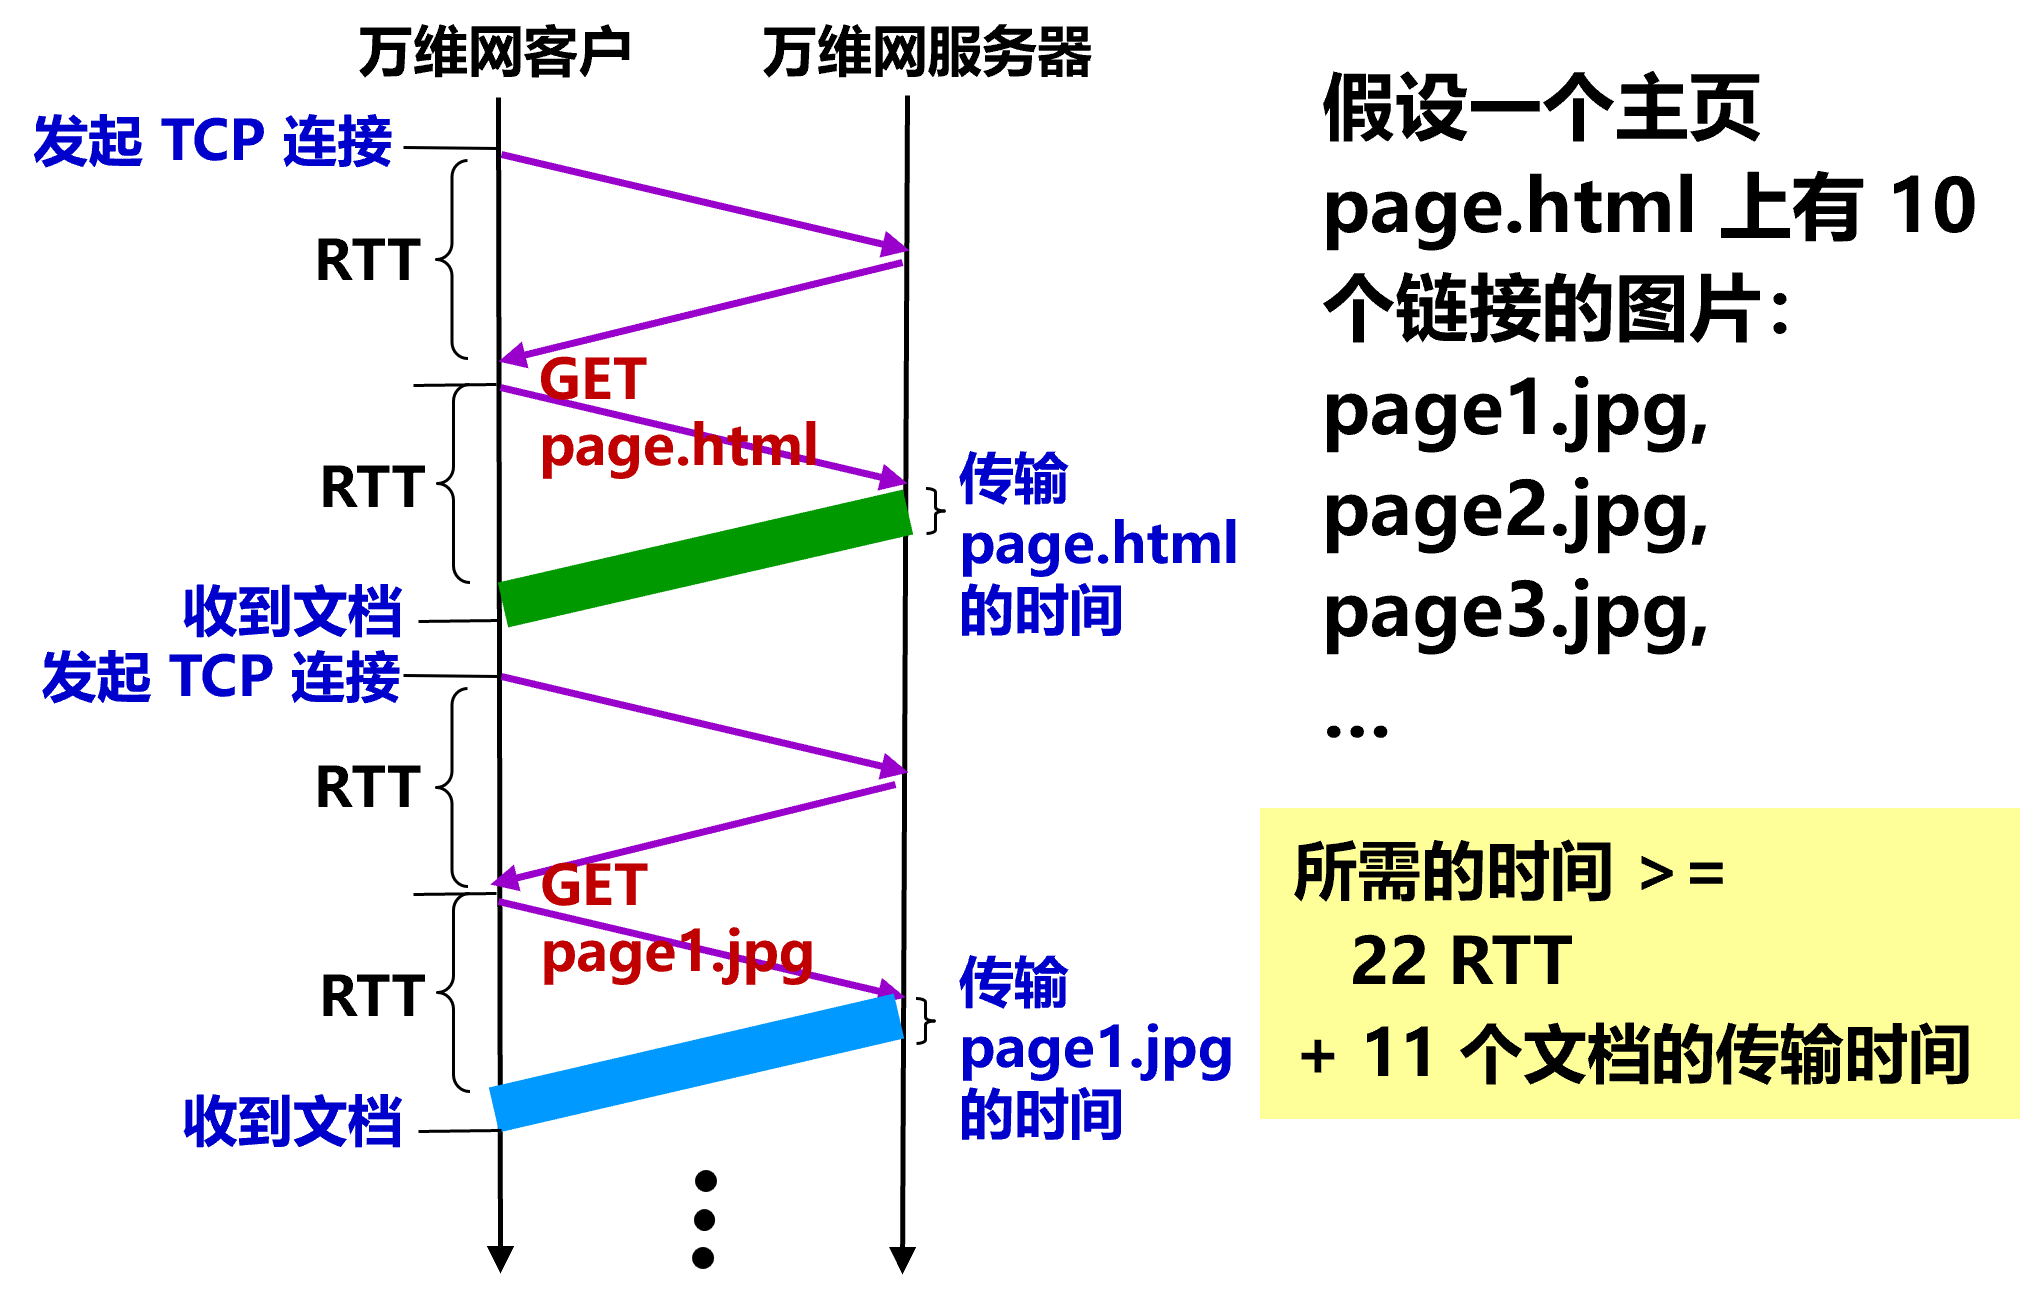 万维网客户
万维网服务器
发起 TCP 连接
RTT
GET
page.html
RTT
传输
page.html
的时间
收到文档
发起 TCP 连接
RTT
GET
page1.jpg
RTT
传输
page1.jpg
的时间
收到文档
假设一个主页
page.html 上有 10
个链接的图片：
page1.jpg,
page2.jpg,
page3.jpg,
…
所需的时间 >=
22 RTT
+ 11 个文档的传输时间